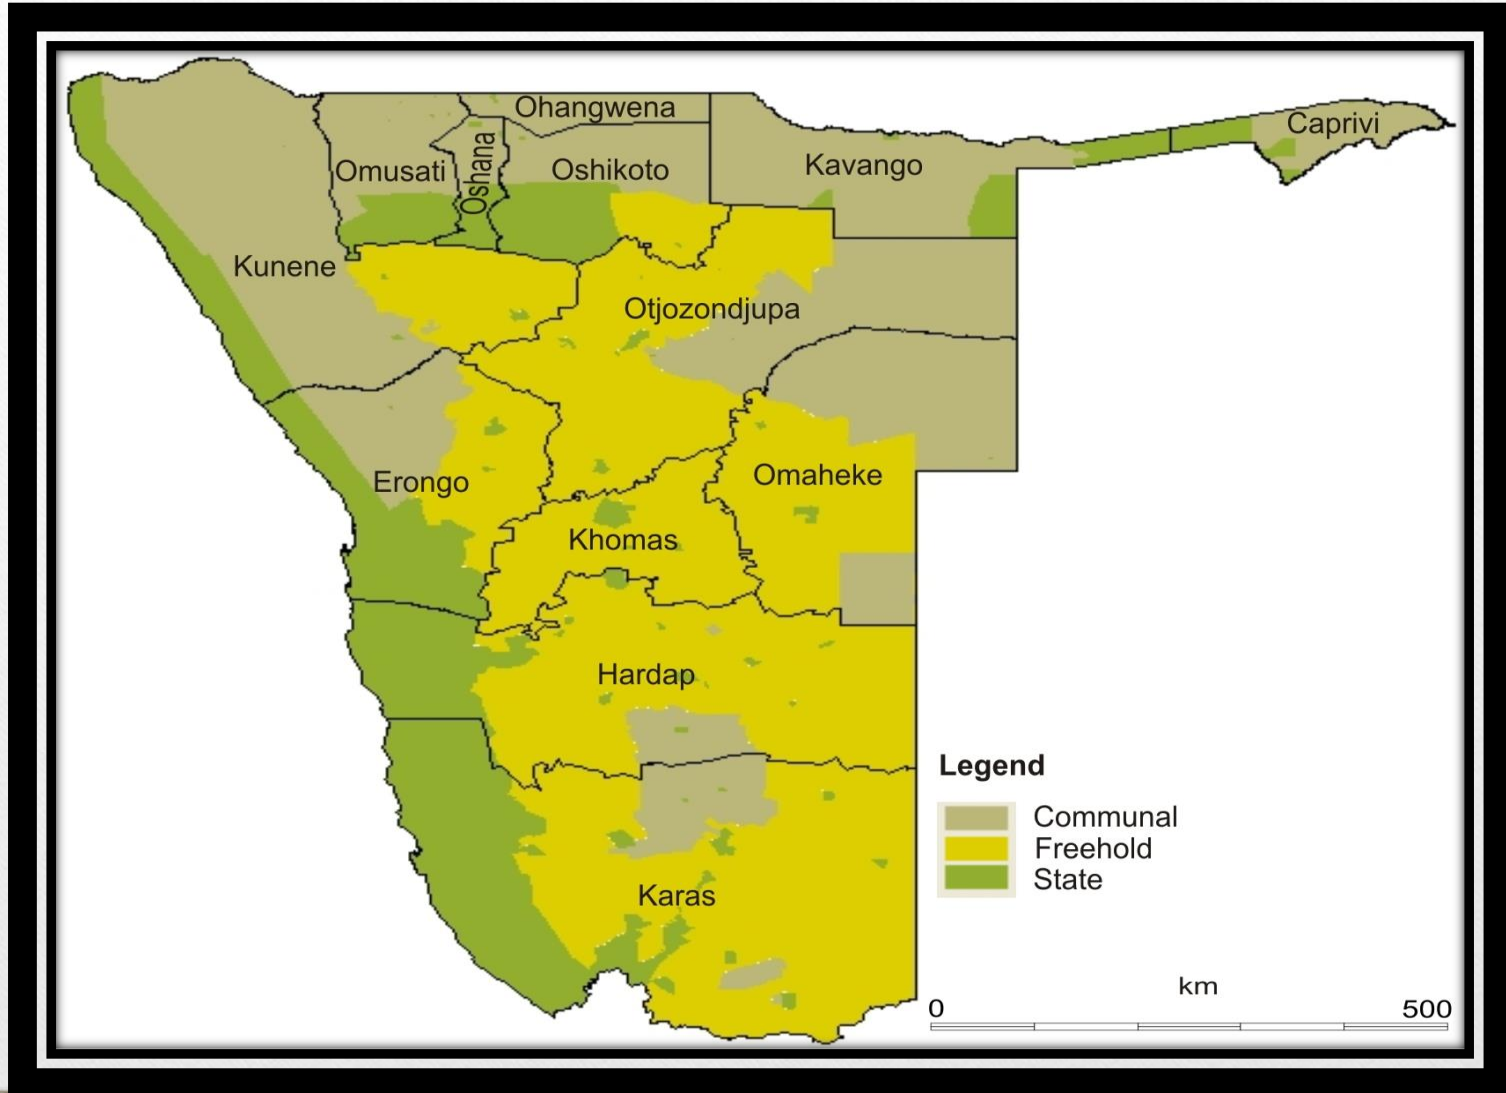 Ohangwena
Caprivi
Omusati
Oshana
Oshikoto
Kavango
Kunene
Otjozondjupa
Erongo
Omaheke
Khomas
Hardap
Karas
Legend
Communal
Freehold
State
km
0 500